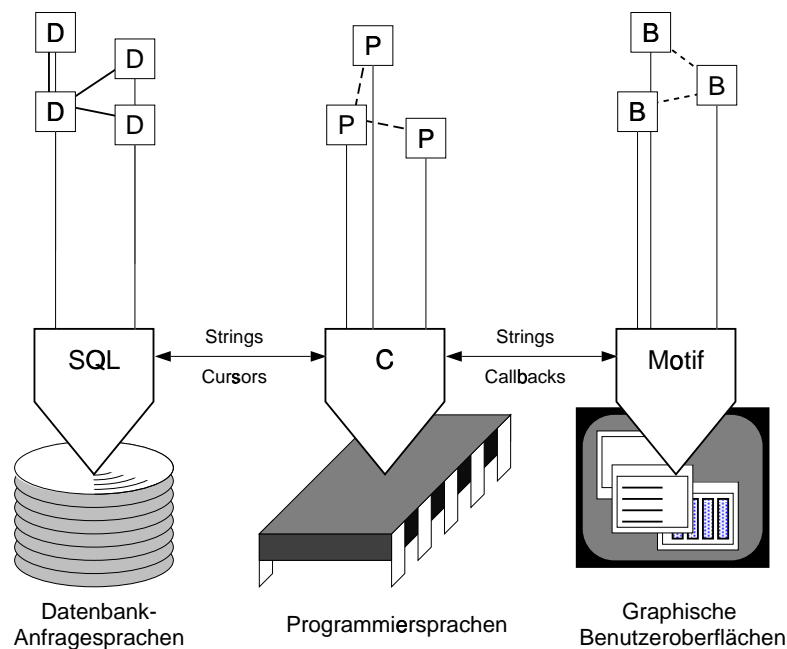 D
D
D
D
P
P
P
B
B
B
SQL
Strings
Cursors
C
Strings
Callbacks
Motif
Datenbank-
Anfragesprachen
Programmiersprachen
Graphische
Benutzeroberflächen